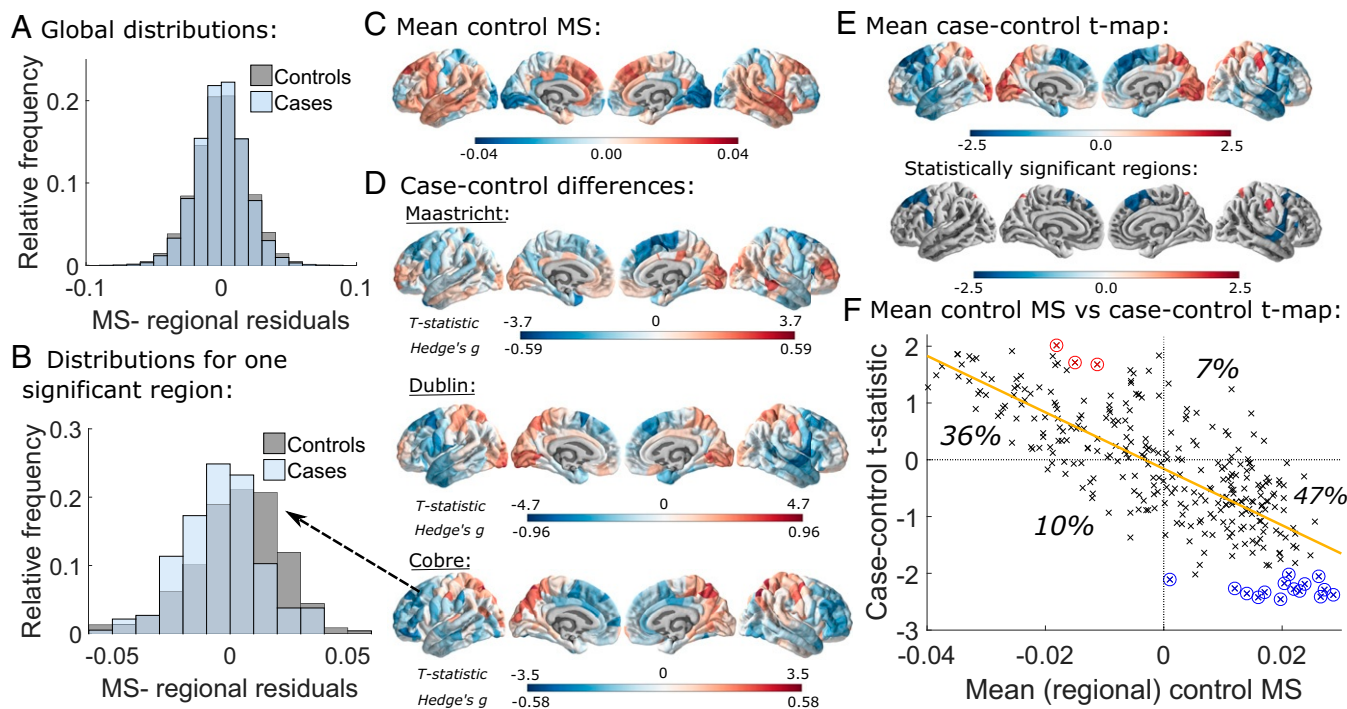 A Global distributions:
Relative frequency
0.2
0.1
0
Controls
Cases
-0.1
0
0.1
MS- regional residuals
B Distributions for one
significant region:
Relative frequency
0.3
0.2
0.1
0
Controls
Cases
-0.05
0
0.05
MS- regional residuals
C Mean control MS:
-0.04
0.00
0.04
D Case-control differences:
Maastricht:
T-statistic
-3.7
0
3.7
Hedge's g
-0.59
0.59
Dublin:
T-statistic
-4.7
0
4.7
Hedge's g
-0.96
0.96
Cobre:
T-statistic
-3.5
0
3.5
Hedge's g
-0.58
0.58
E Mean case-control t-map:
-2.5
0.0
2.5
Statistically significant regions:
-2.5
0.0
2.5
F Mean control MS vs case-control t-map:
Case-control t-statistic
2
1
0
-1
-2
-3
7%
36%
47%
10%
-0.04
-0.02
0
0.02
Mean (regional) control MS